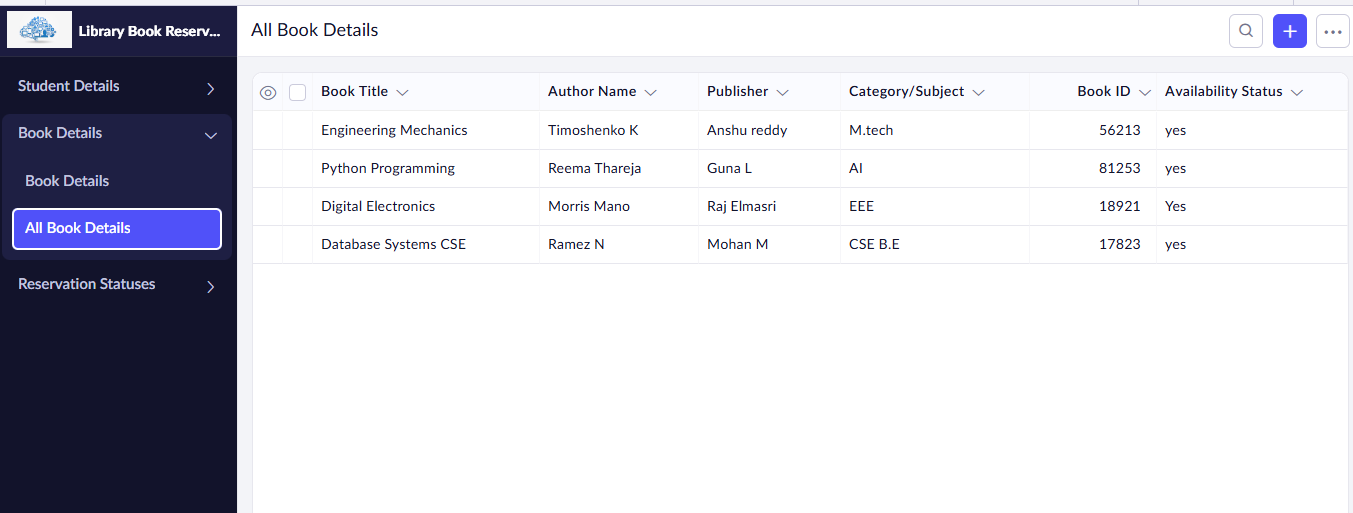 Library Book Reserv...
All Book Details
Student Details
Book Details
Book Details
All Book Details
Reservation Statuses
Book Title Author Name Publisher Category/Subject Book ID Availability Status
Engineering Mechanics Timoshenko K Anshu reddy M.tech 56213 yes
Python Programming Reema Thareja Guna L AI 81253 yes
Digital Electronics Morris Mano Raj Elmasri EEE 18921 Yes
Database Systems CSE Ramez N Mohan M CSE B.E 17823 yes